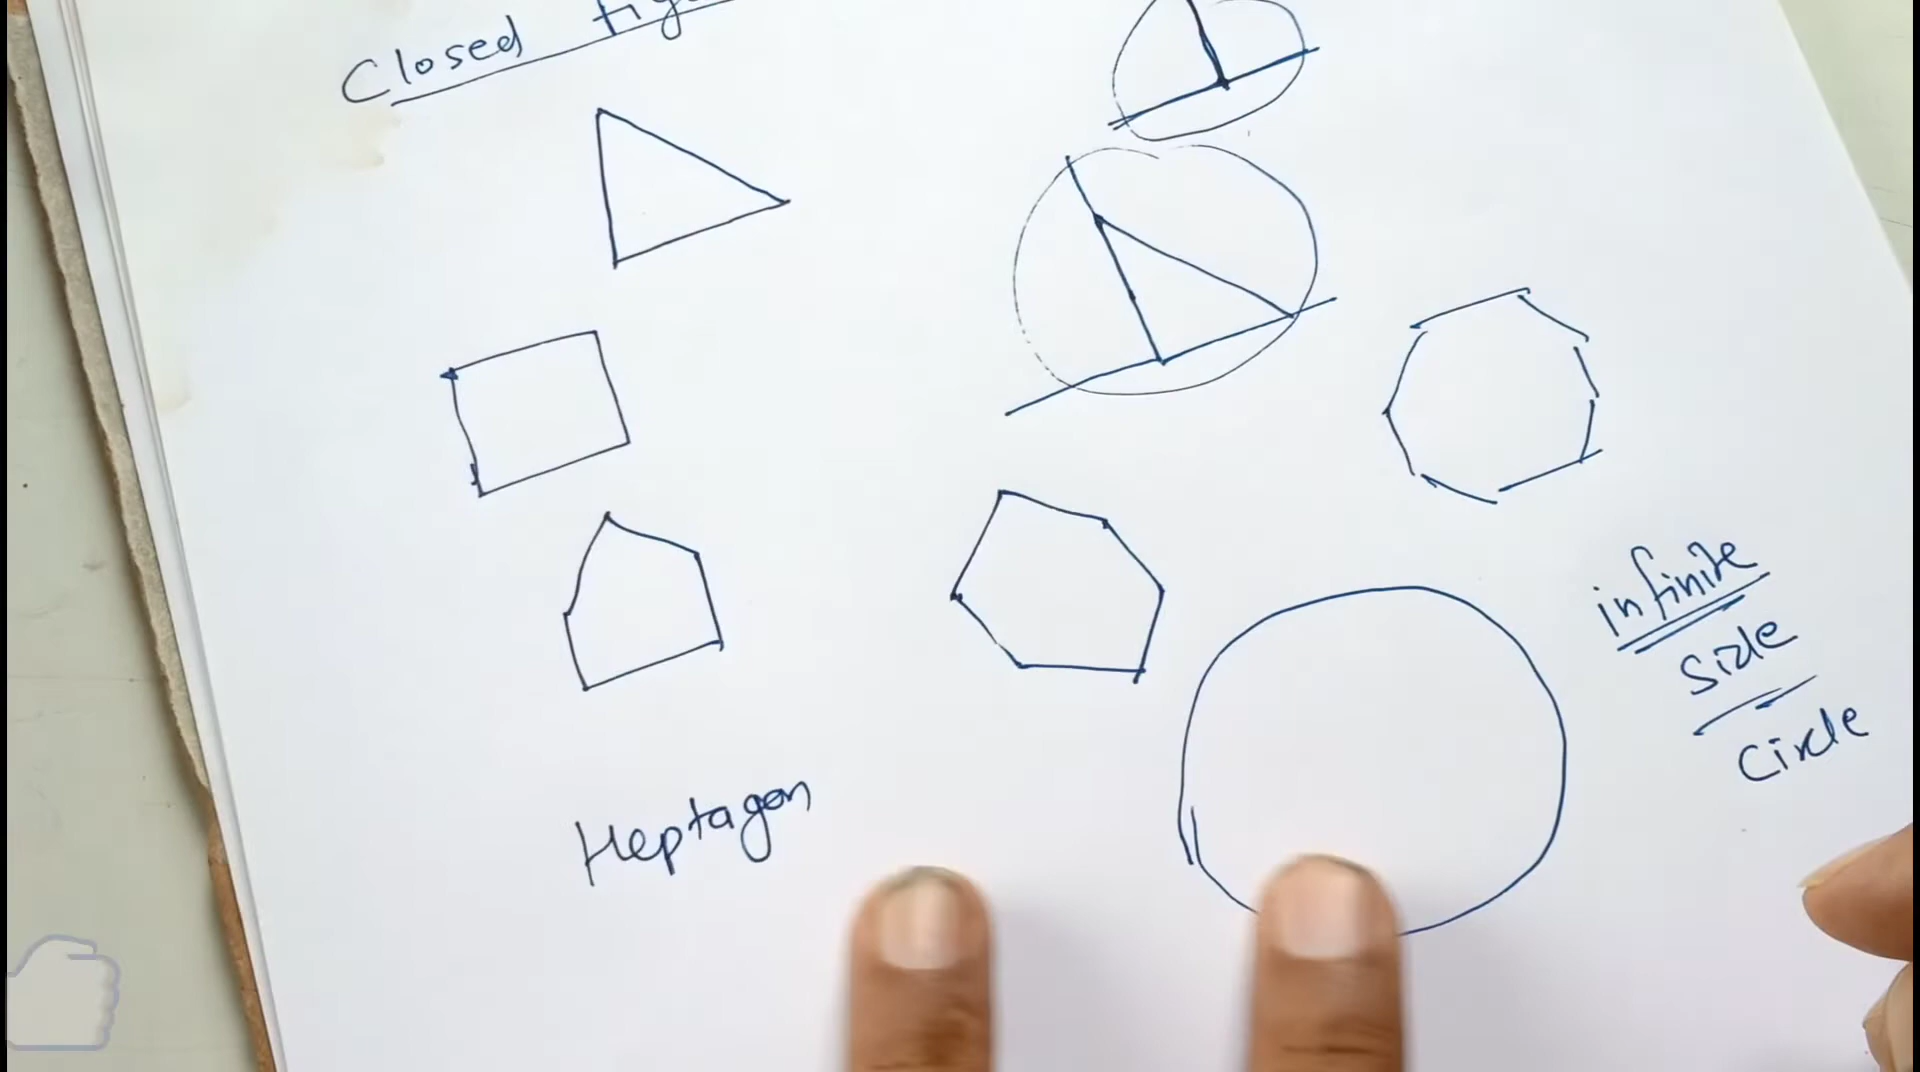 Closed
infinite
side
Circle
Heptagon